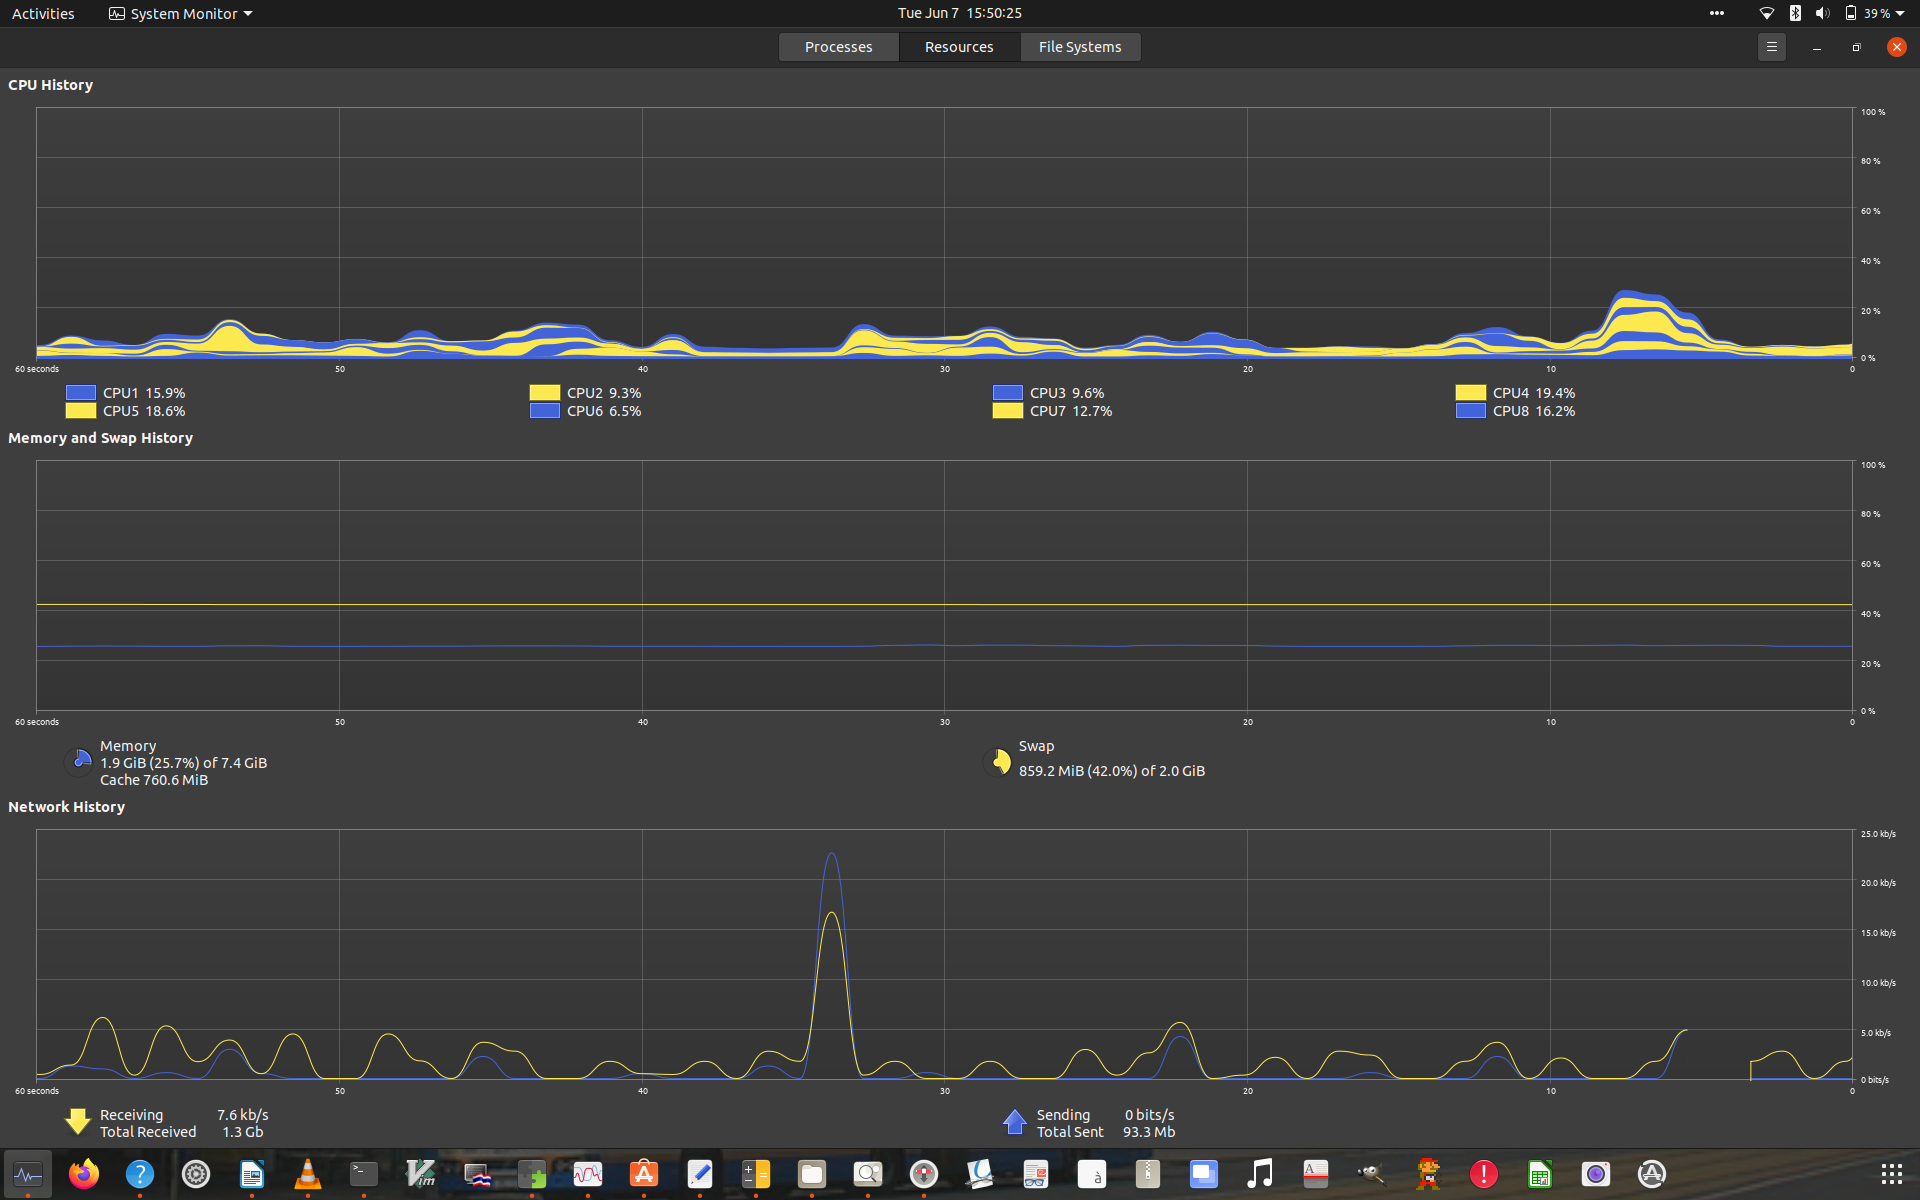 Activities System Monitor Tue Jun 7 15:50:25 39 %
Processes Resources File Systems
CPU History
100 %
80 %
60 %
40 %
20 %
0 %
60 seconds 50 40 30 20 10 0
CPU1 15.9% CPU2 9.3% CPU3 9.6% CPU4 19.4%
CPU5 18.6% CPU6 6.5% CPU7 12.7% CPU8 16.2%
Memory and Swap History
100 %
80 %
60 %
40 %
20 %
0 %
60 seconds 50 40 30 20 10 0
Memory Swap
1.9 GiB (25.7%) of 7.4 GiB 859.2 MiB (42.0%) of 2.0 GiB
Cache 760.6 MiB
Network History
25.0 kb/s
20.0 kb/s
15.0 kb/s
10.0 kb/s
5.0 kb/s
0 bits/s
60 seconds 50 40 30 20 10 0
Receiving 7.6 kb/s Sending 0 bits/s
Total Received 1.3 Gb Total Sent 93.3 Mb